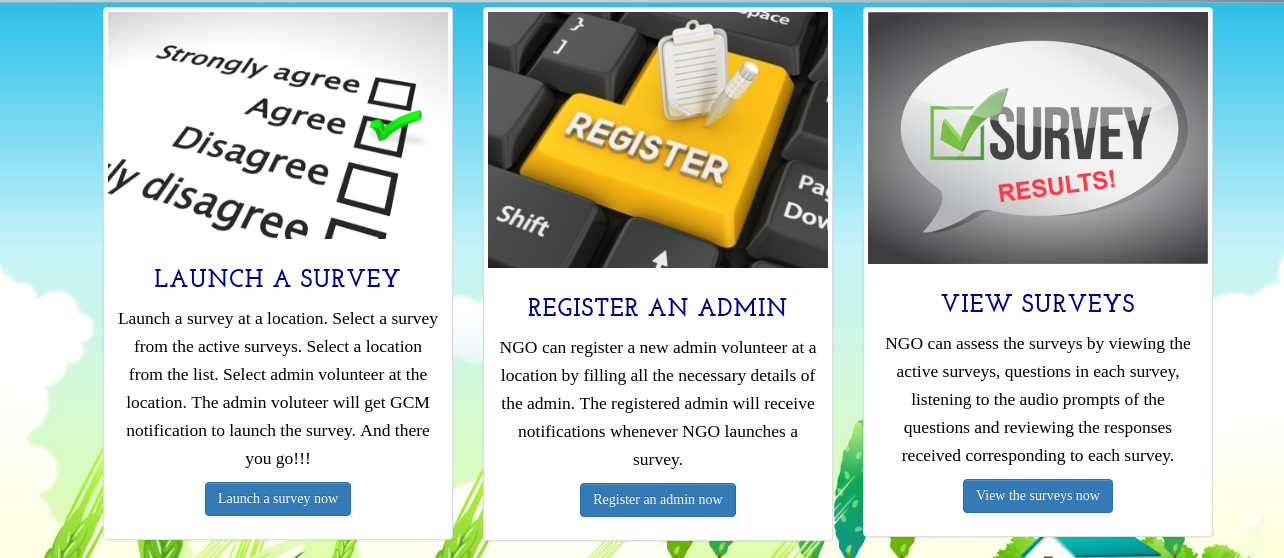 Strongly agree
Agree
Disagree
ly disagree
LAUNCH A SURVEY
Launch a survey at a location. Select a survey
from the active surveys. Select a location
from the list. Select admin volunteer at the
location. The admin voluteer will get GCM
notification to launch the survey. And there
you go!!!
Launch a survey now
space
}
]
REGISTER
Shift
Pag
Dow
REGISTER AN ADMIN
NGO can register a new admin volunteer at a
location by filling all the necessary details of
the admin. The registered admin will receive
notifications whenever NGO launches a
survey.
Register an admin now
SURVEY
RESULTS!
VIEW SURVEYS
NGO can assess the surveys by viewing the
active surveys, questions in each survey,
listening to the audio prompts of the
questions and reviewing the responses
received corresponding to each survey.
View the surveys now